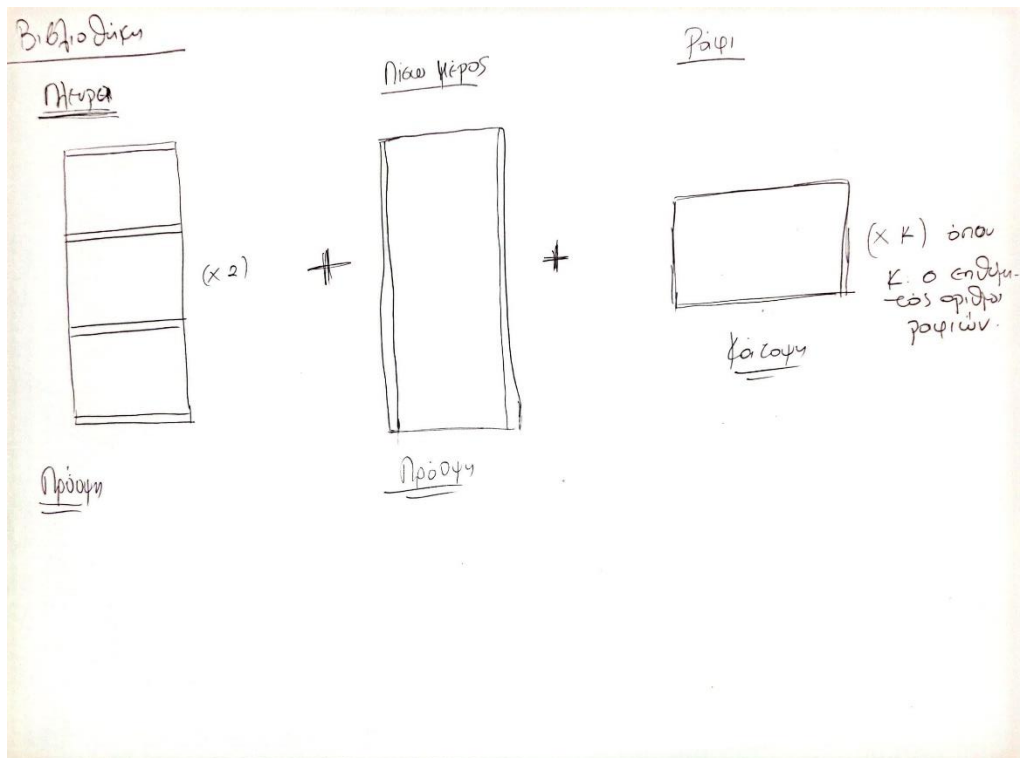 Βιβλιοθήκη
Πλευρά
Πίσω μέρος
Ράφι
(x 2)
+
+
(x Κ) όπου
Κ. ο επιθυμη-
τός αριθμός
ραφιών.
Κάτοψη
Πρόοψη
Πρόοψη